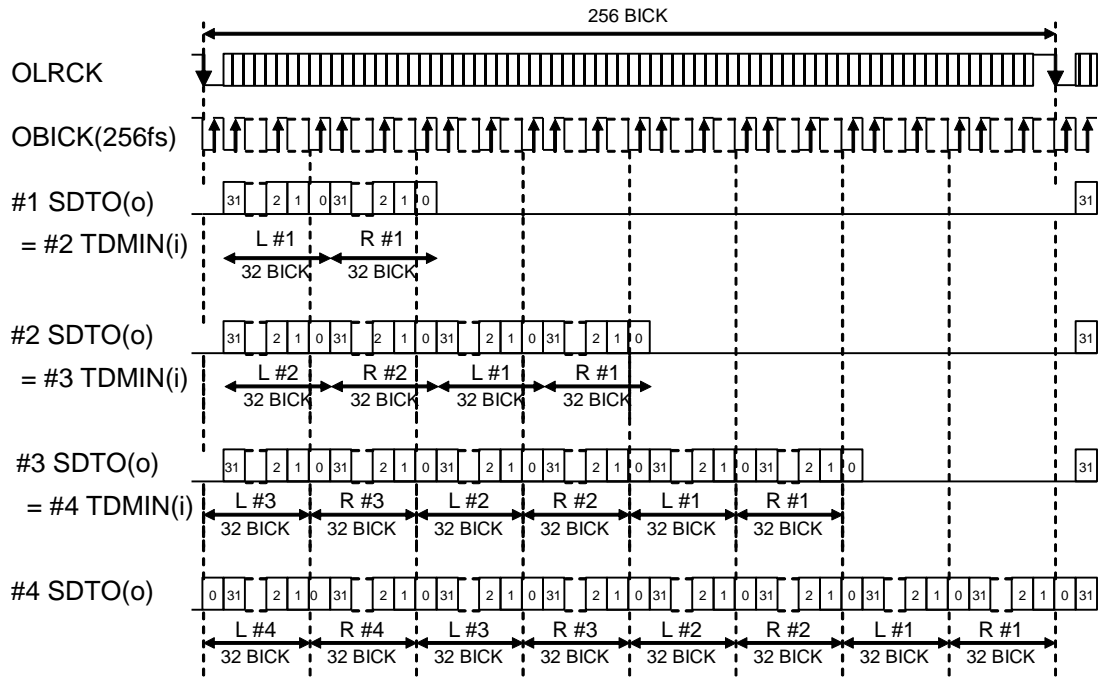 256 BICK
OLRCK
OBICK(256fs)
#1 SDTO(o)
31 2 1 0 31 2 1 0 31
= #2 TDMIN(i)
L #1 R #1
32 BICK 32 BICK
#2 SDTO(o)
31 2 1 0 31 2 1 0 31 2 1 0 31 2 1 0 31
= #3 TDMIN(i)
L #2 R #2 L #1 R #1
32 BICK 32 BICK 32 BICK 32 BICK
#3 SDTO(o)
31 2 1 0 31 2 1 0 31 2 1 0 31 2 1 0 31 2 1 0 31 2 1 0 31
= #4 TDMIN(i)
L #3 R #3 L #2 R #2 L #1 R #1
32 BICK 32 BICK 32 BICK 32 BICK 32 BICK 32 BICK
#4 SDTO(o)
0 31 2 1 0 31 2 1 0 31 2 1 0 31 2 1 0 31 2 1 0 31 2 1 0 31 2 1 0 31 2 1 0 31
L #4 R #4 L #3 R #3 L #2 R #2 L #1 R #1
32 BICK 32 BICK 32 BICK 32 BICK 32 BICK 32 BICK 32 BICK 32 BICK